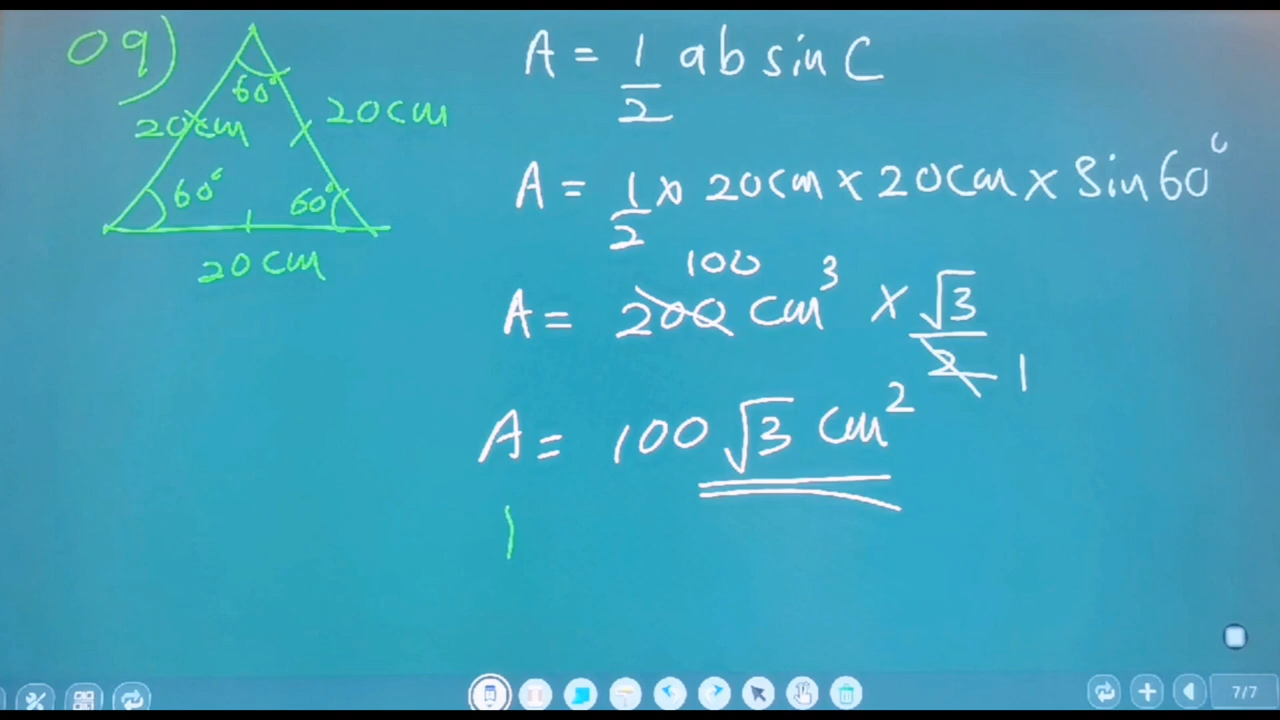 09)
60°
20cm
20cm
60°
60°
20cm
A = 1/2 ab sin C
A = 1/2 × 20cm × 20cm × Sin 60°
100
A = 200 cm³ × √3/2 1
A = 100 √3 cm²
1
7/7